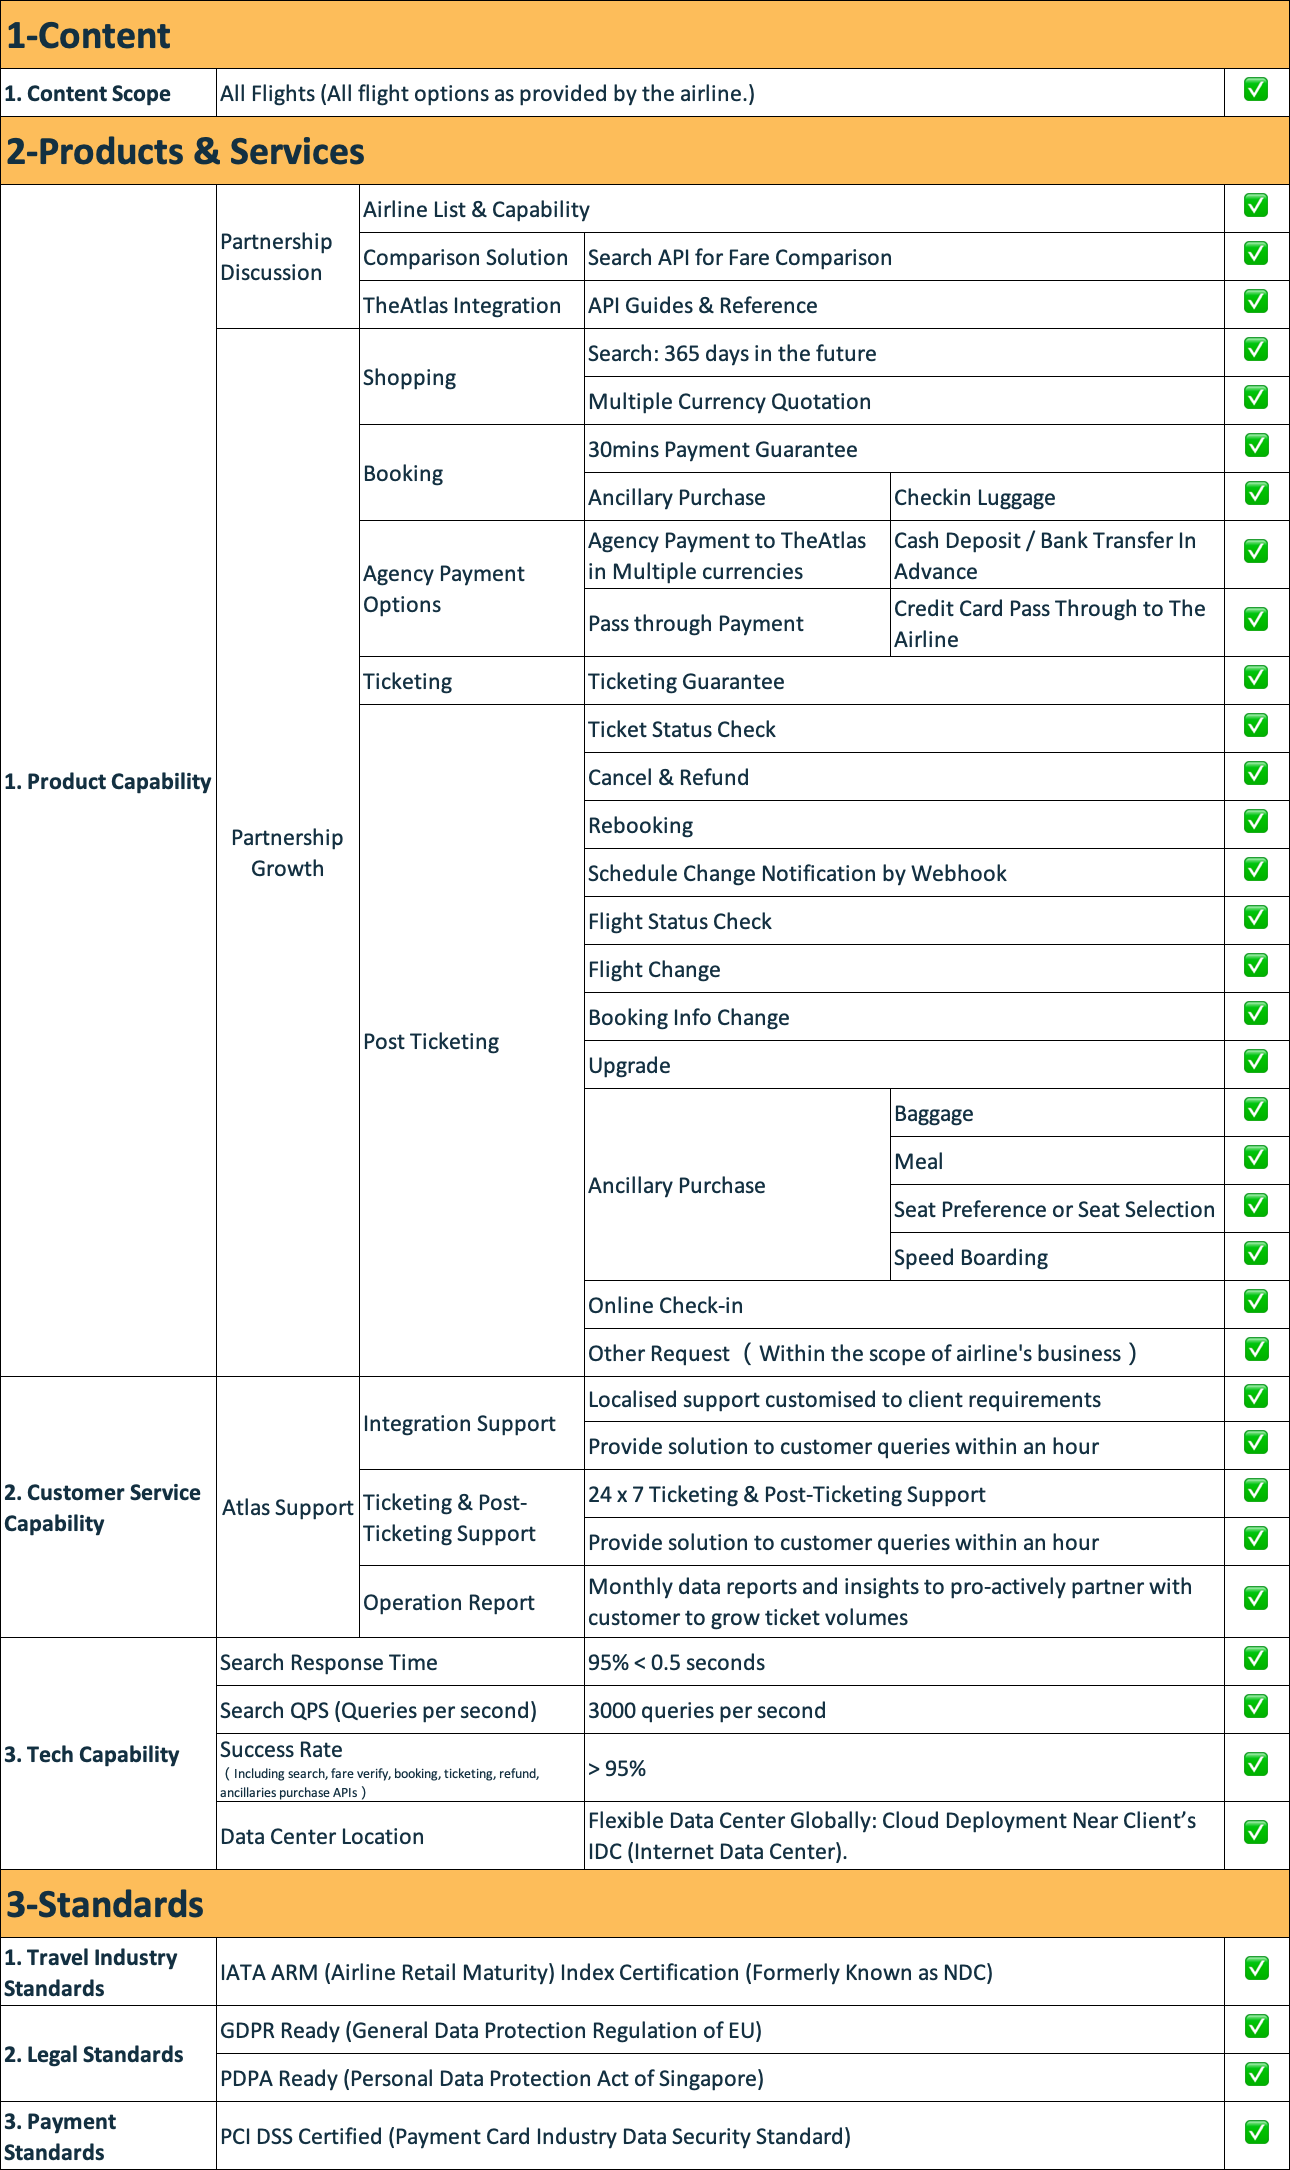 1-Content
1. Content Scope
All Flights (All flight options as provided by the airline.)
2-Products & Services
1. Product Capability
Partnership
Discussion
Airline List & Capability
Comparison Solution
Search API for Fare Comparison
TheAtlas Integration
API Guides & Reference
Partnership
Growth
Shopping
Search: 365 days in the future
Multiple Currency Quotation
Booking
30mins Payment Guarantee
Ancillary Purchase
Checkin Luggage
Agency Payment
Options
Agency Payment to TheAtlas
in Multiple currencies
Cash Deposit / Bank Transfer In
Advance
Pass through Payment
Credit Card Pass Through to The
Airline
Ticketing
Ticketing Guarantee
Post Ticketing
Ticket Status Check
Cancel & Refund
Rebooking
Schedule Change Notification by Webhook
Flight Status Check
Flight Change
Booking Info Change
Upgrade
Ancillary Purchase
Baggage
Meal
Seat Preference or Seat Selection
Speed Boarding
Online Check-in
Other Request （Within the scope of airline's business）
2. Customer Service
Capability
Atlas Support
Integration Support
Localised support customised to client requirements
Provide solution to customer queries within an hour
Ticketing & Post-
Ticketing Support
24 x 7 Ticketing & Post-Ticketing Support
Provide solution to customer queries within an hour
Operation Report
Monthly data reports and insights to pro-actively partner with
customer to grow ticket volumes
3. Tech Capability
Search Response Time
95% < 0.5 seconds
Search QPS (Queries per second)
3000 queries per second
Success Rate
（Including search, fare verify, booking, ticketing, refund,
ancillaries purchase APIs）
> 95%
Data Center Location
Flexible Data Center Globally: Cloud Deployment Near Client’s
IDC (Internet Data Center).
3-Standards
1. Travel Industry
Standards
IATA ARM (Airline Retail Maturity) Index Certification (Formerly Known as NDC)
2. Legal Standards
GDPR Ready (General Data Protection Regulation of EU)
PDPA Ready (Personal Data Protection Act of Singapore)
3. Payment
Standards
PCI DSS Certified (Payment Card Industry Data Security Standard)